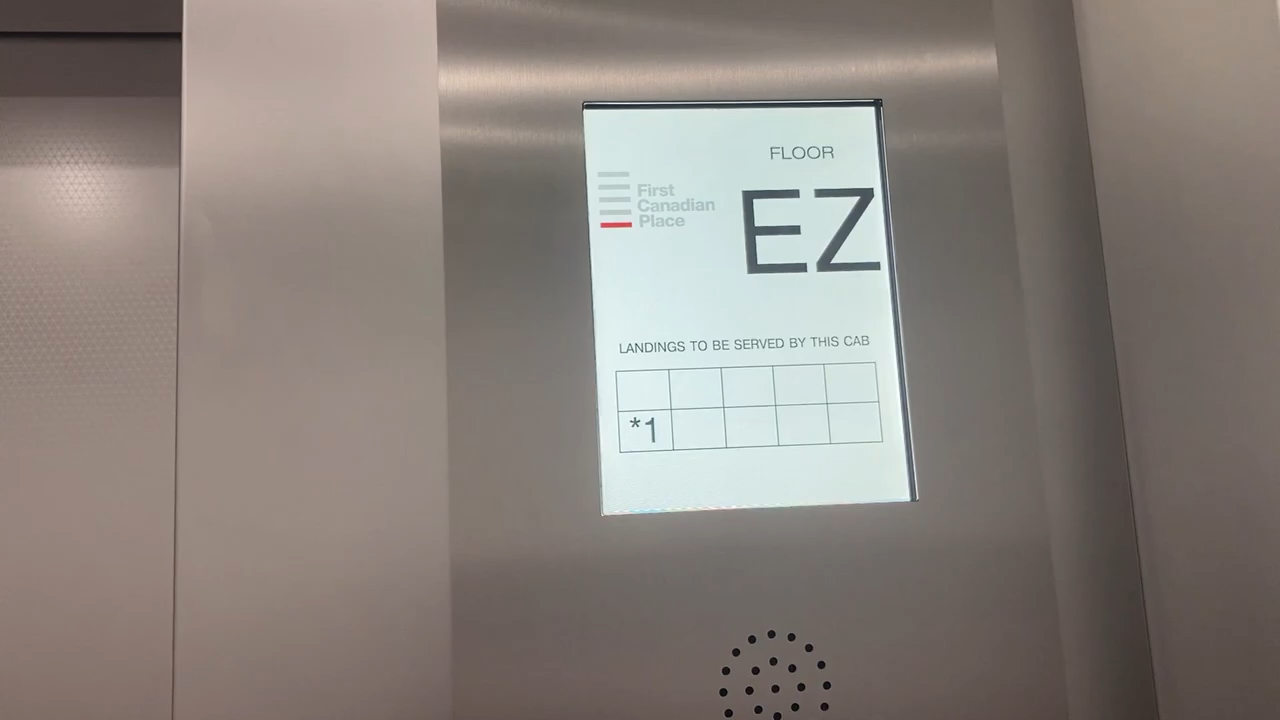 FLOOR
First
Canadian
Place
EZ
LANDINGS TO BE SERVED BY THIS CAB
*1